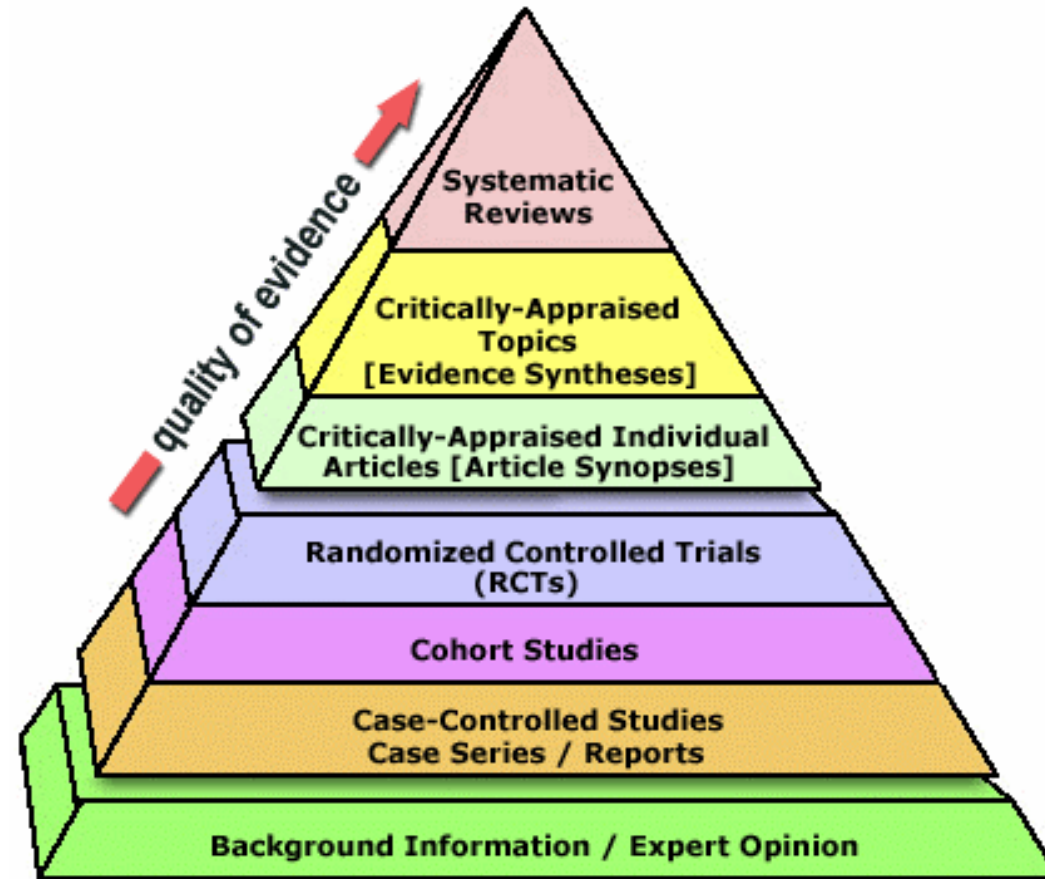 quality of evidence
Systematic
Reviews
Critically-Appraised
Topics
[Evidence Syntheses]
Critically-Appraised Individual
Articles [Article Synopses]
Randomized Controlled Trials
(RCTs)
Cohort Studies
Case-Controlled Studies
Case Series / Reports
Background Information / Expert Opinion